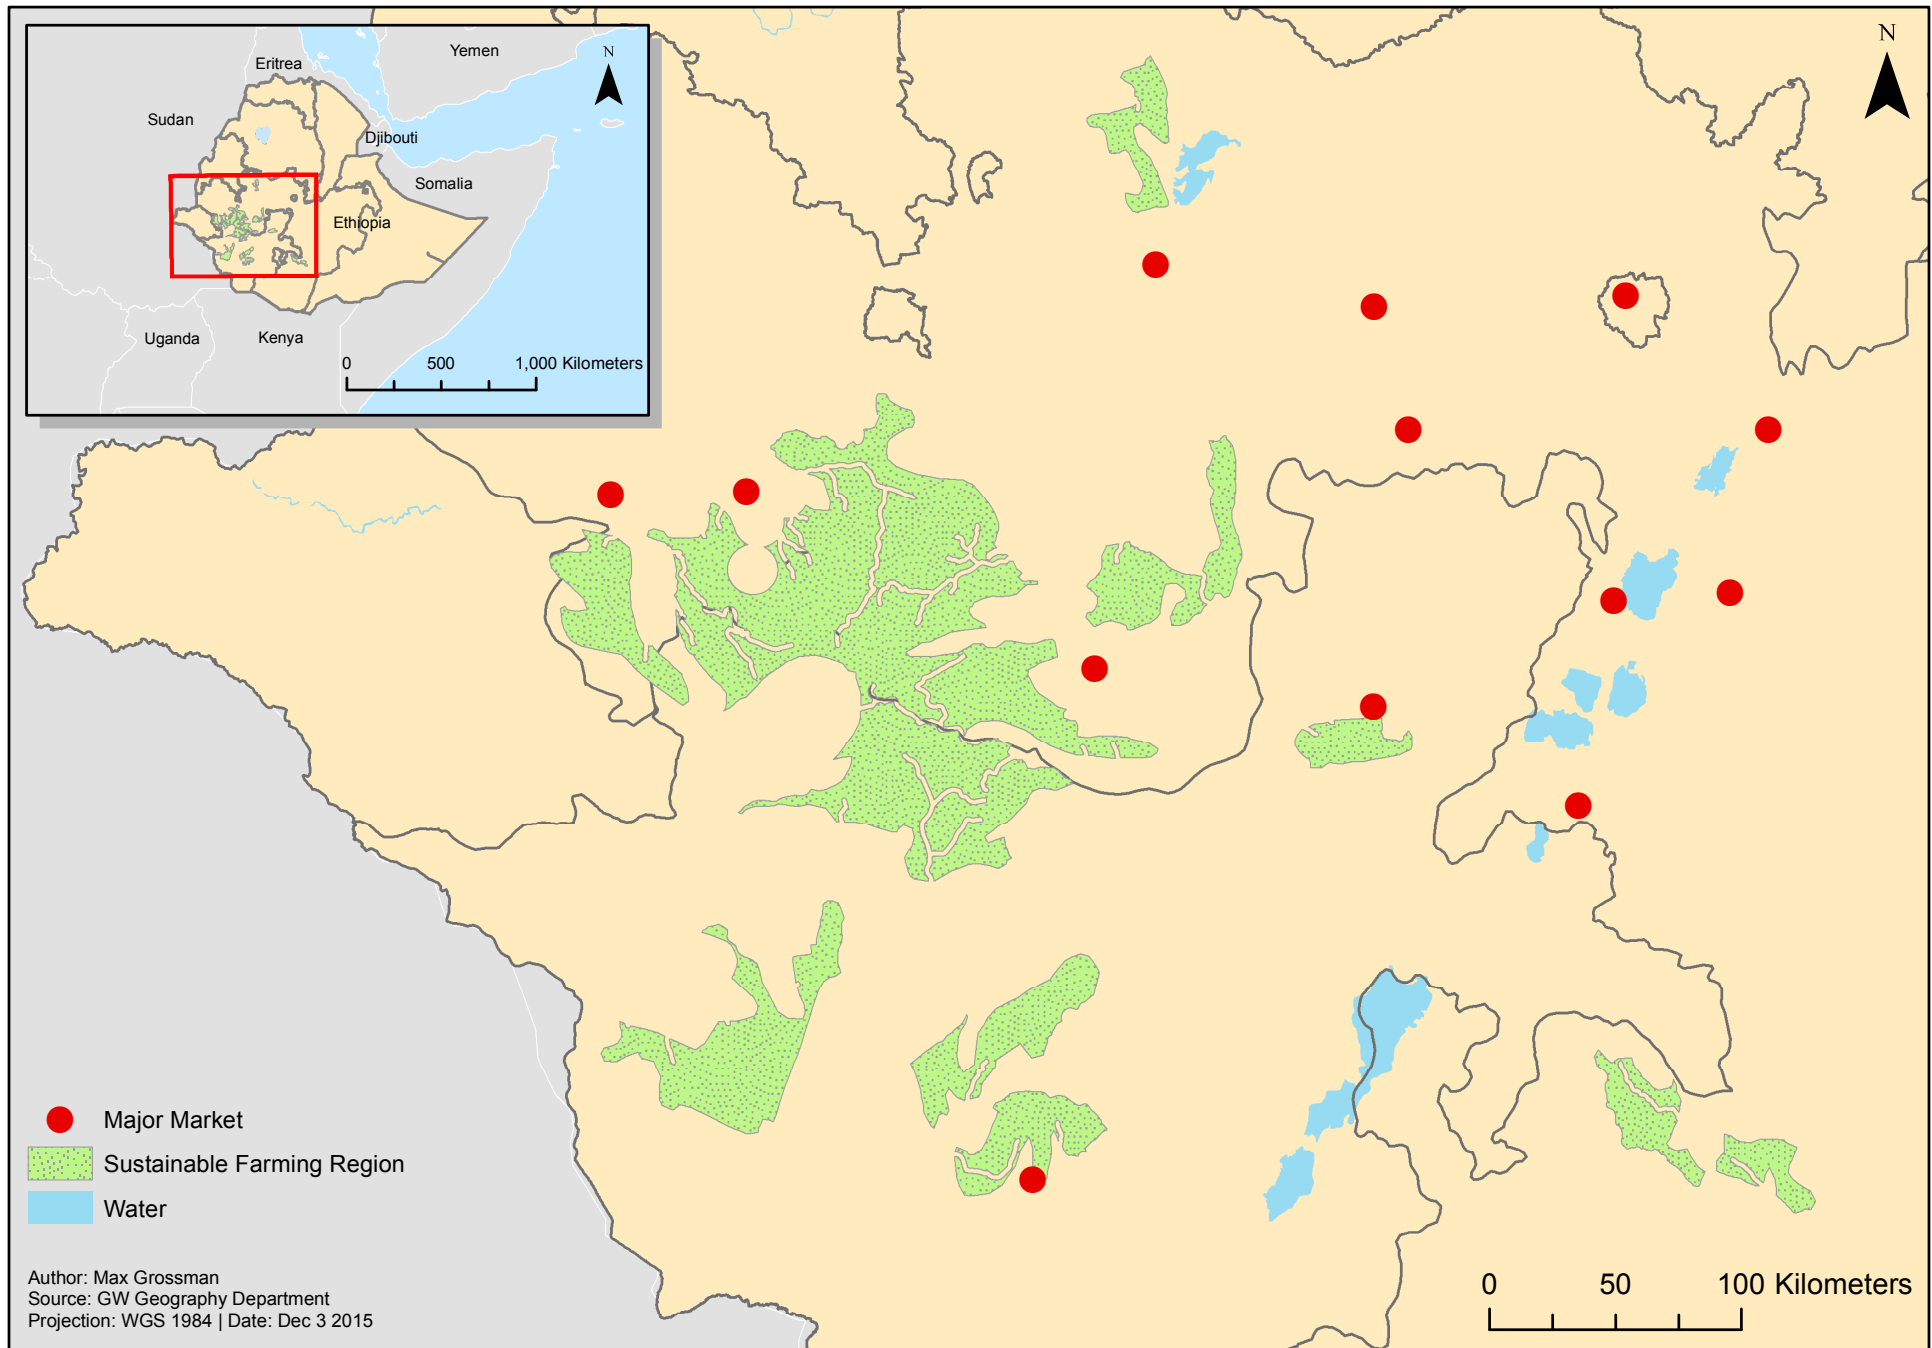 Yemen
N
Eritrea
Sudan
Djibouti
Somalia
Ethiopia
Uganda
Kenya
0 500 1,000 Kilometers
N
Major Market
Sustainable Farming Region
Water
Author: Max Grossman
Source: GW Geography Department
Projection: WGS 1984 | Date: Dec 3 2015
0 50 100 Kilometers